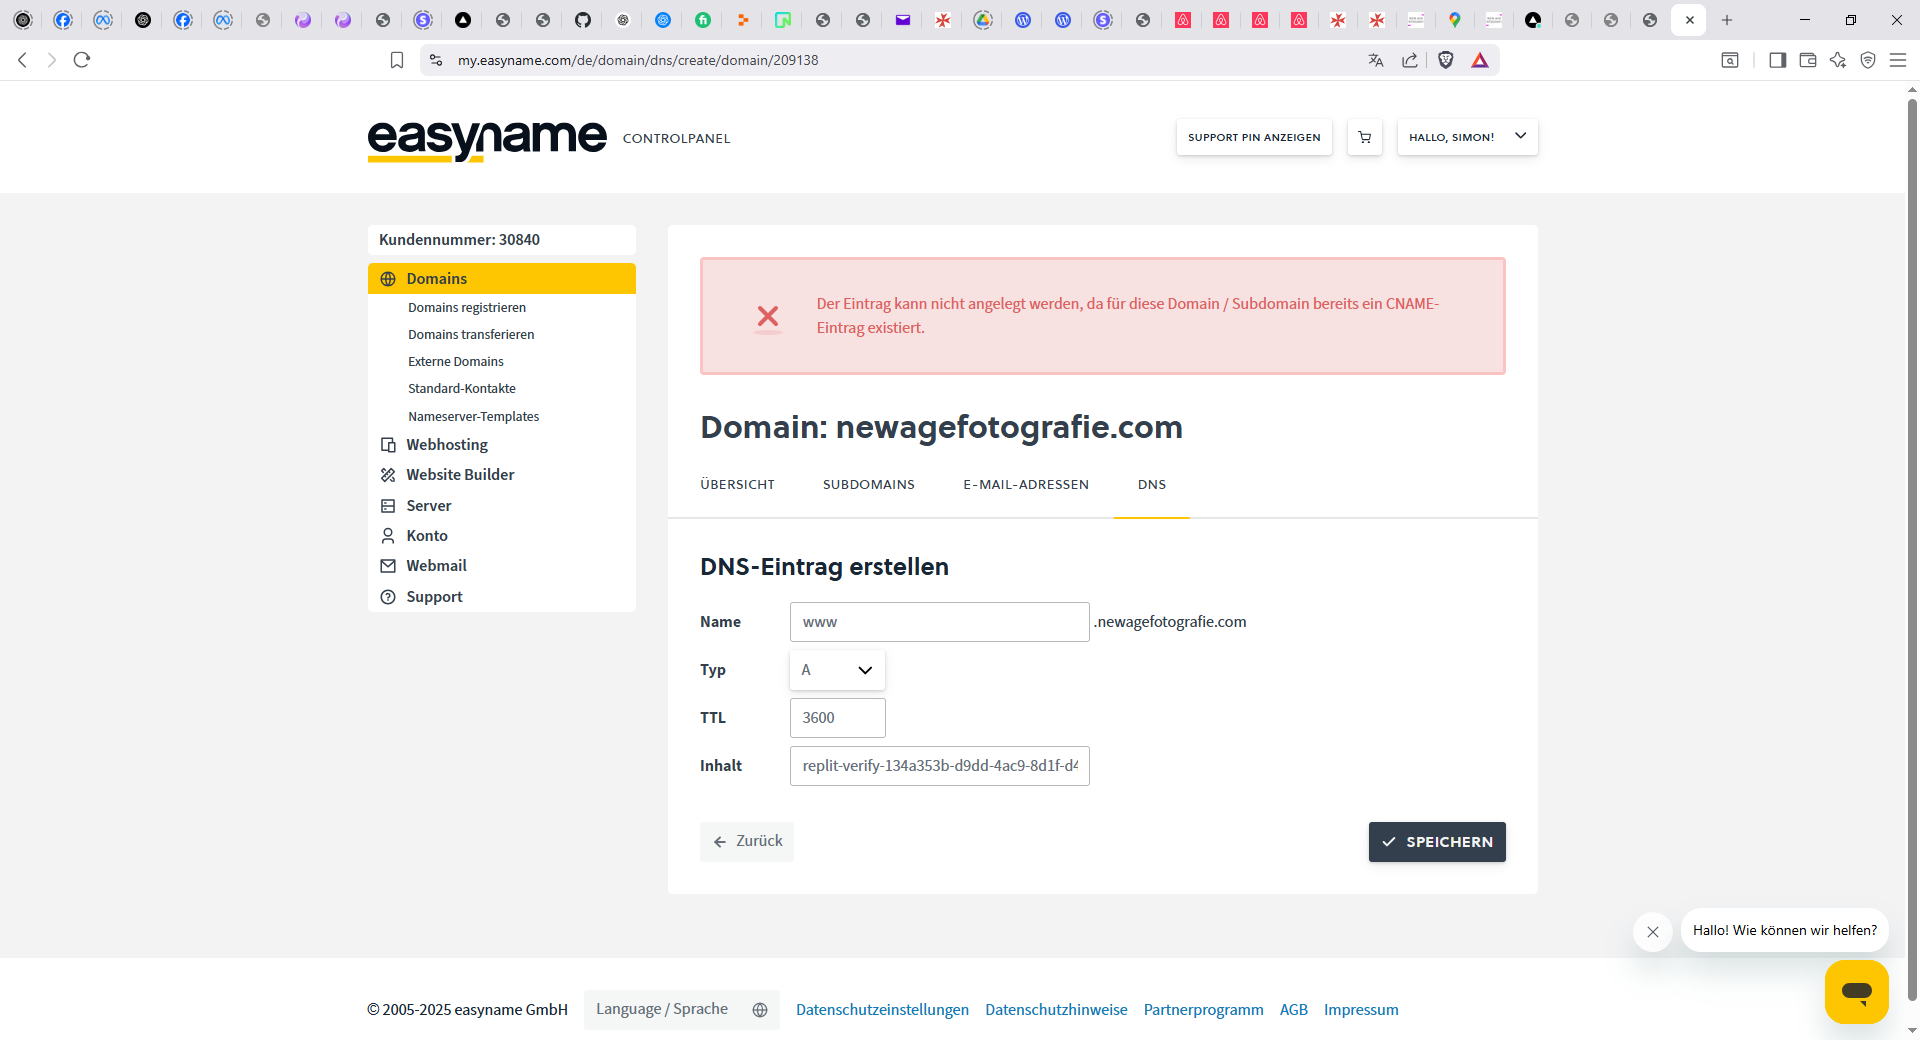 my.easyname.com/de/domain/dns/create/domain/209138
easyname CONTROLPANEL
SUPPORT PIN ANZEIGEN
HALLO, SIMON!
Kundennummer: 30840
Domains
Domains registrieren
Domains transferieren
Externe Domains
Standard-Kontakte
Nameserver-Templates
Webhosting
Website Builder
Server
Konto
Webmail
Support
Der Eintrag kann nicht angelegt werden, da für diese Domain / Subdomain bereits ein CNAME-
Eintrag existiert.
Domain: newagefotografie.com
ÜBERSICHT SUBDOMAINS E-MAIL-ADRESSEN DNS
DNS-Eintrag erstellen
Name www .newagefotografie.com
Typ A
TTL 3600
Inhalt replit-verify-134a353b-d9dd-4ac9-8d1f-d4
Zurück
SPEICHERN
Hallo! Wie können wir helfen?
© 2005-2025 easyname GmbH Language / Sprache Datenschutzeinstellungen Datenschutzhinweise Partnerprogramm AGB Impressum